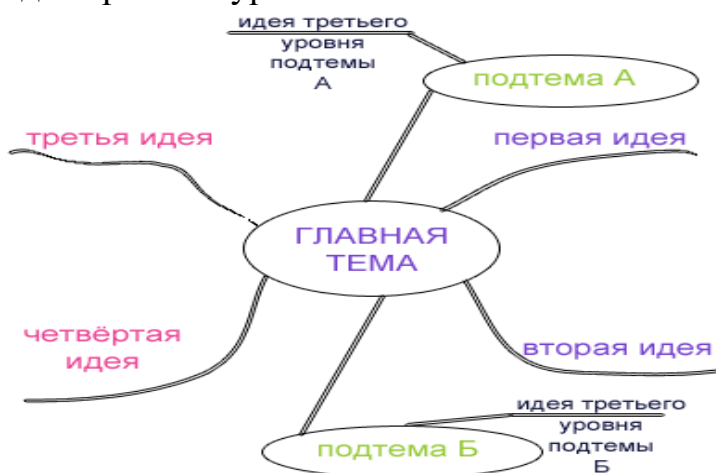 идея третьего
уровня
подтемы
А
подтема А
третья идея
первая идея
ГЛАВНАЯ
ТЕМА
четвёртая
идея
вторая идея
идея третьего
уровня
подтемы
Б
подтема Б